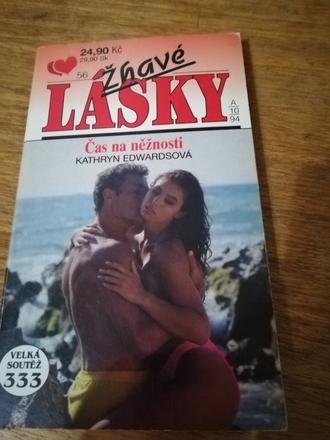 24,90 Kč
29,90 Sk
56
žhavé
LÁSKY
A
10
94
Čas na něžnosti
KATHRYN EDWARDSOVÁ
VELKÁ
SOUTĚŽ
333